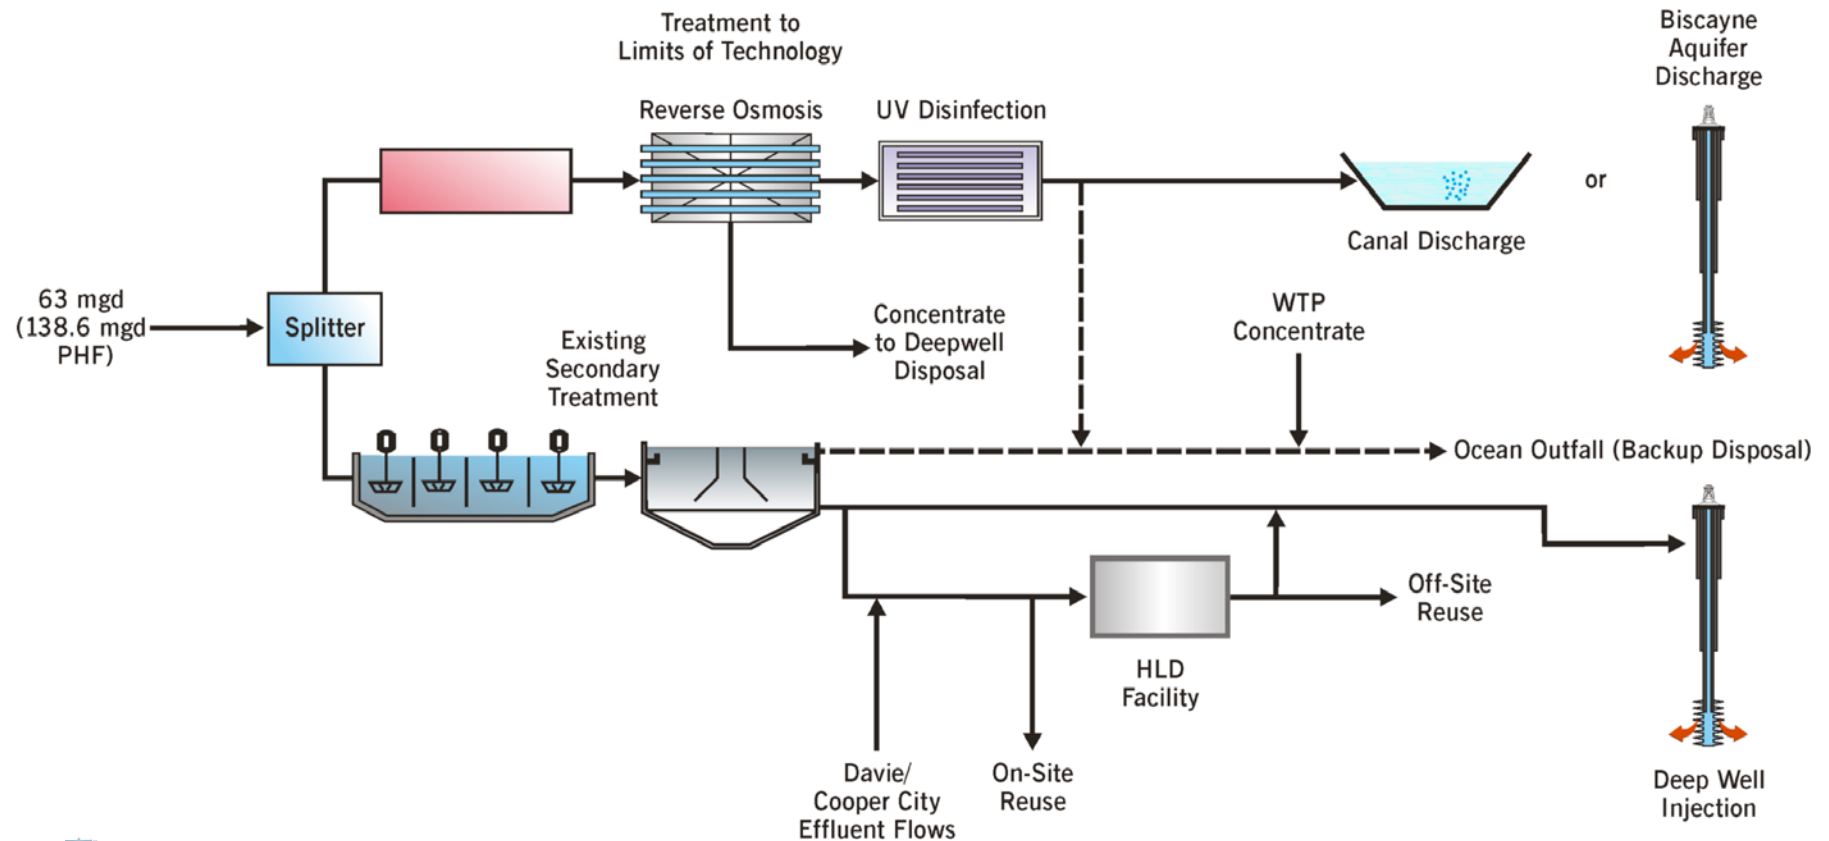 Treatment to
Limits of Technology
Biscayne
Aquifer
Discharge
Reverse Osmosis
UV Disinfection
or
Canal Discharge
63 mgd
(138.6 mgd
PHF)
Splitter
Concentrate
to Deepwell
Disposal
WTP
Concentrate
Existing
Secondary
Treatment
Ocean Outfall (Backup Disposal)
HLD
Facility
Off-Site
Reuse
Davie/
Cooper City
Effluent Flows
On-Site
Reuse
Deep Well
Injection